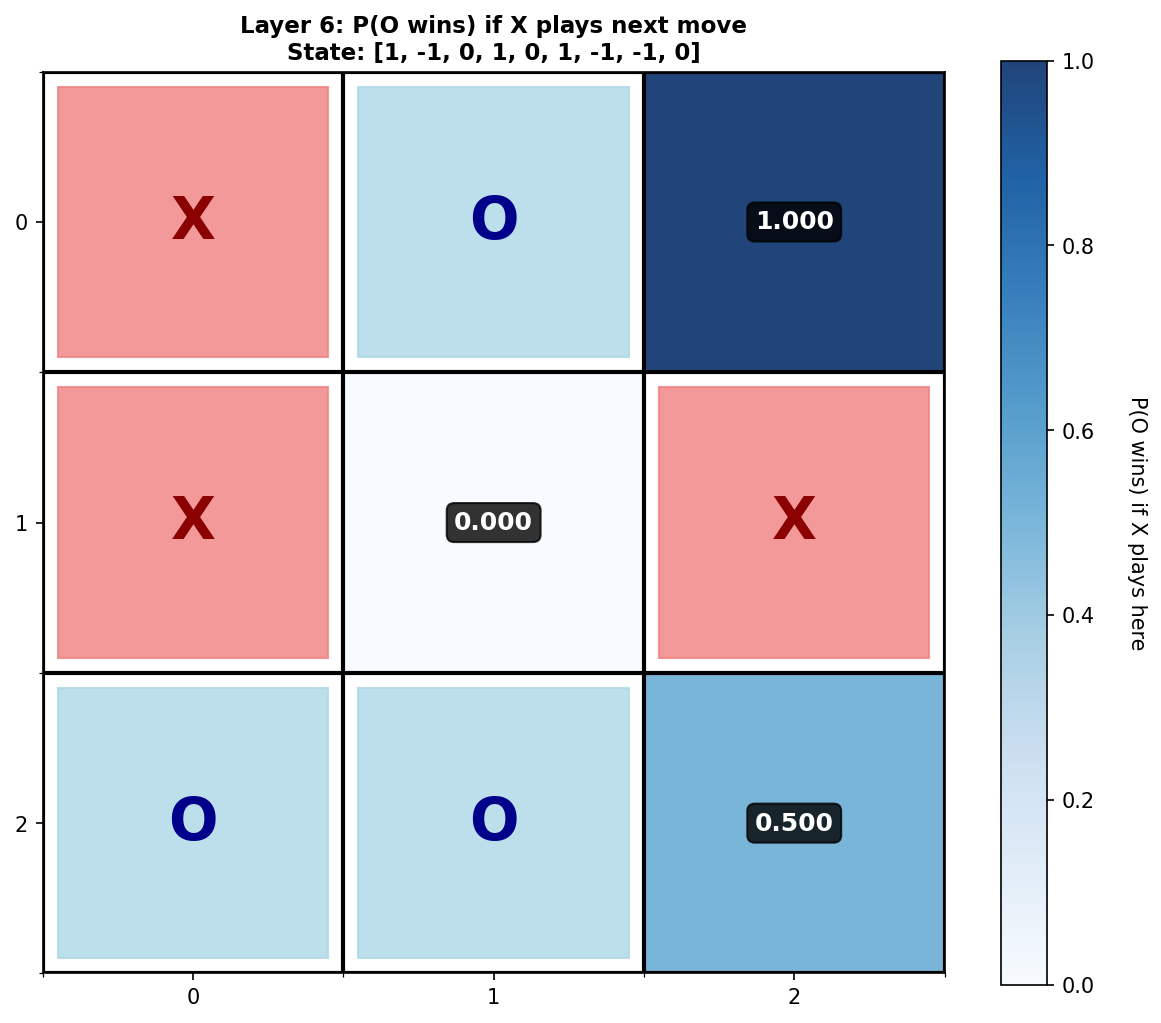 Layer 6: P(O wins) if X plays next move
State: [1, -1, 0, 1, 0, 1, -1, -1, 0]
X
O
1.000
0
X
0.000
X
1
O
O
0.500
2
0
1
2
1.0
0.8
0.6
0.4
0.2
0.0
P(O wins) if X plays here